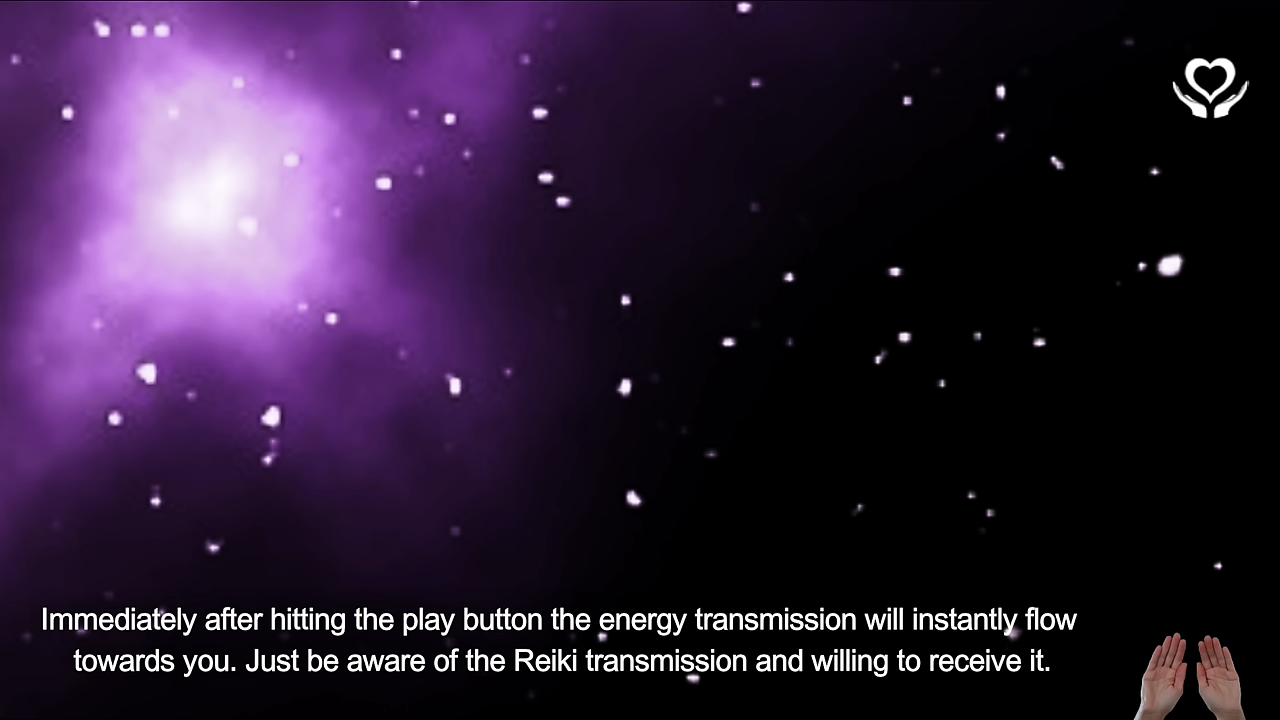 Immediately after hitting the play button the energy transmission will instantly flow
towards you. Just be aware of the Reiki transmission and willing to receive it.